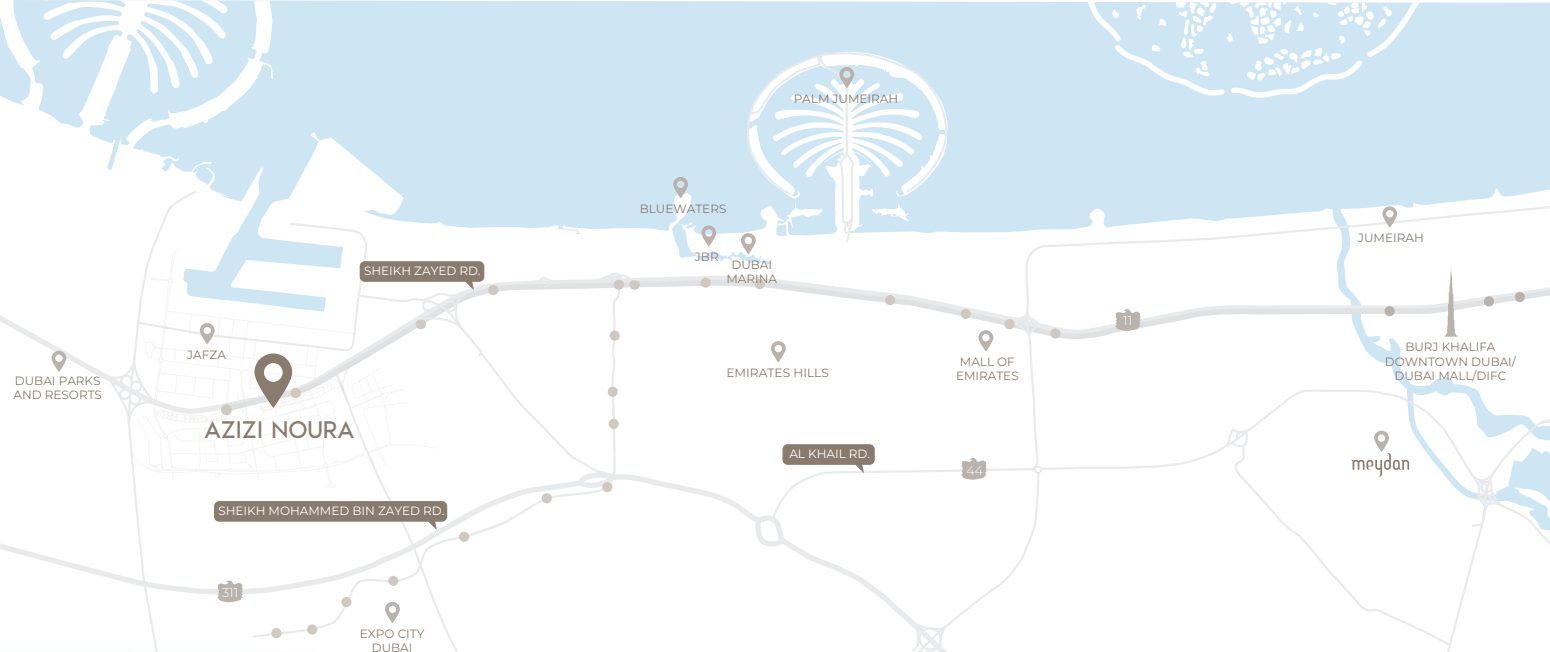 PALM JUMEIRAH
BLUEWATERS
JUMEIRAH
JBR
DUBAI
MARINA
SHEIKH ZAYED RD.
11
JAFZA
BURJ KHALIFA
DOWNTOWN DUBAI/
DUBAI MALL/DIFC
MALL OF
EMIRATES
EMIRATES HILLS
DUBAI PARKS
AND RESORTS
AZIZI NOURA
AL KHAIL RD.
44
meydan
SHEIKH MOHAMMED BIN ZAYED RD.
311
EXPO CITY
DUBAI